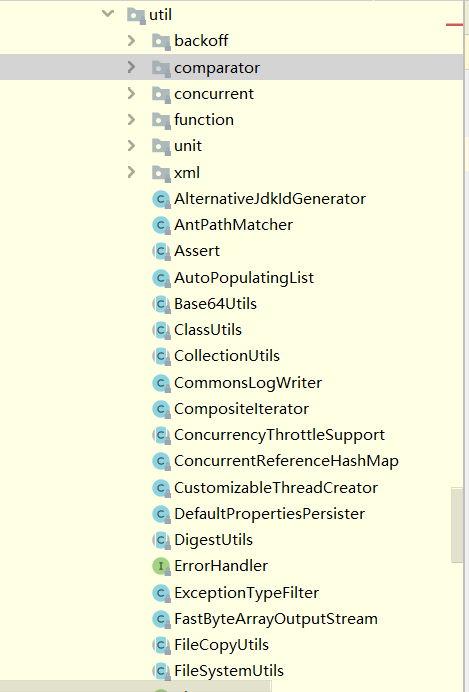 util
backoff
comparator
concurrent
function
unit
xml
AlternativeJdkIdGenerator
AntPathMatcher
Assert
AutoPopulatingList
Base64Utils
ClassUtils
CollectionUtils
CommonsLogWriter
CompositeIterator
ConcurrencyThrottleSupport
ConcurrentReferenceHashMap
CustomizableThreadCreator
DefaultPropertiesPersister
DigestUtils
ErrorHandler
ExceptionTypeFilter
FastByteArrayOutputStream
FileCopyUtils
FileSystemUtils